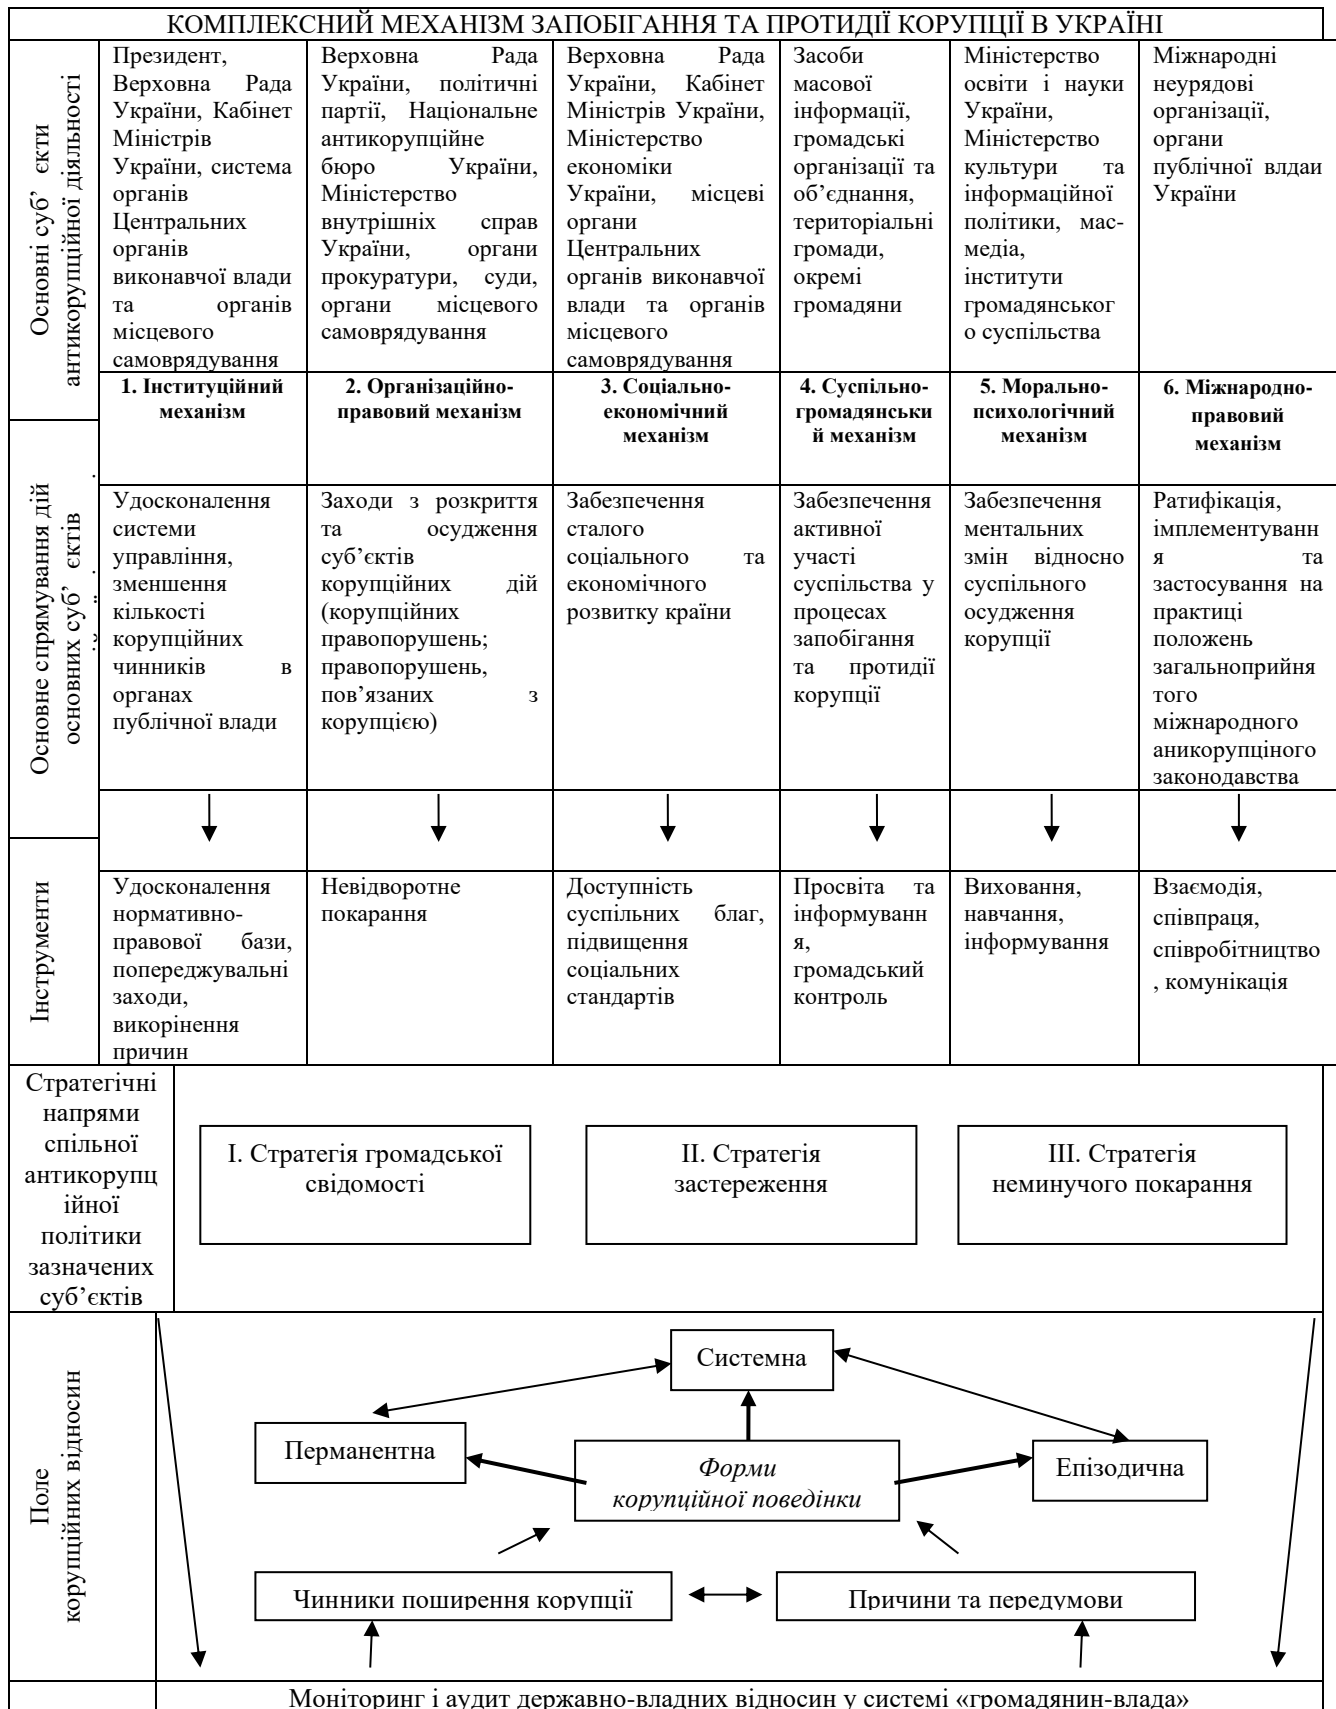 КОМПЛЕКСНИЙ МЕХАНІЗМ ЗАПОБІГАННЯ ТА ПРОТИДІЇ КОРУПЦІЇ В УКРАЇНІ
Основні суб’ єкти
антикорупційної діяльності
Президент,
Верховна Рада
України, Кабінет
Міністрів
України, система
органів
Центральних
органів
виконавчої влади
та органів
місцевого
самоврядування
Верховна Рада
України, політичні
партії, Національне
антикорупційне
бюро України,
Міністерство
внутрішніх справ
України, органи
прокуратури, суди,
органи місцевого
самоврядування
Верховна Рада
України, Кабінет
Міністрів України,
Міністерство
економіки
України, місцеві
органи
Центральних
органів виконавчої
влади та органів
місцевого
самоврядування
Засоби
масової
інформації,
громадські
організації та
об’єднання,
територіальні
громади,
окремі
громадяни
Міністерство
освіти і науки
України,
Міністерство
культури та
інформаційної
політики, мас-
медіа,
інститути
громадянськог
о суспільства
Міжнародні
неурядові
організації,
органи
публічної влдаи
України
1. Інституційний
механізм
2. Організаційно-
правовий механізм
3. Соціально-
економічний
механізм
4. Суспільно-
громадянськи
й механізм
5. Морально-
психологічний
механізм
6. Міжнародно-
правовий
механізм
Основне спрямування дій
основних суб’ єктів
Удосконалення
системи
управління,
зменшення
кількості
корупційних
чинників в
органах
публічної влади
Заходи з розкриття
та осудження
суб’єктів
корупційних дій
(корупційних
правопорушень;
правопорушень,
пов’язаних з
корупцією)
Забезпечення
сталого
соціального та
економічного
розвитку країни
Забезпечення
активної
участі
суспільства у
процесах
запобігання
та протидії
корупції
Забезпечення
ментальних
змін відносно
суспільного
осудження
корупції
Ратифікація,
імплементуванн
я та
застосування на
практиці
положень
загальноприйня
того
міжнародного
аникорупціного
законодавства
Інструменти
Удосконалення
нормативно-
правової бази,
попереджувальні
заходи,
викорінення
причин
Невідворотне
покарання
Доступність
суспільних благ,
підвищення
соціальних
стандартів
Просвіта та
інформуванн
я,
громадський
контроль
Виховання,
навчання,
інформування
Взаємодія,
співпраця,
співробітництво
, комунікація
Стратегічні
напрями
спільної
антикорупц
ійної
політики
зазначених
суб’єктів
I. Стратегія громадської
свідомості
II. Стратегія
застереження
III. Стратегія
неминучого покарання
Поле
корупційних відносин
Системна
Перманентна
Форми
корупційної поведінки
Епізодична
Чинники поширення корупції
Причини та передумови
Моніторинг і аудит державно-владних відносин у системі «громадянин-влада»